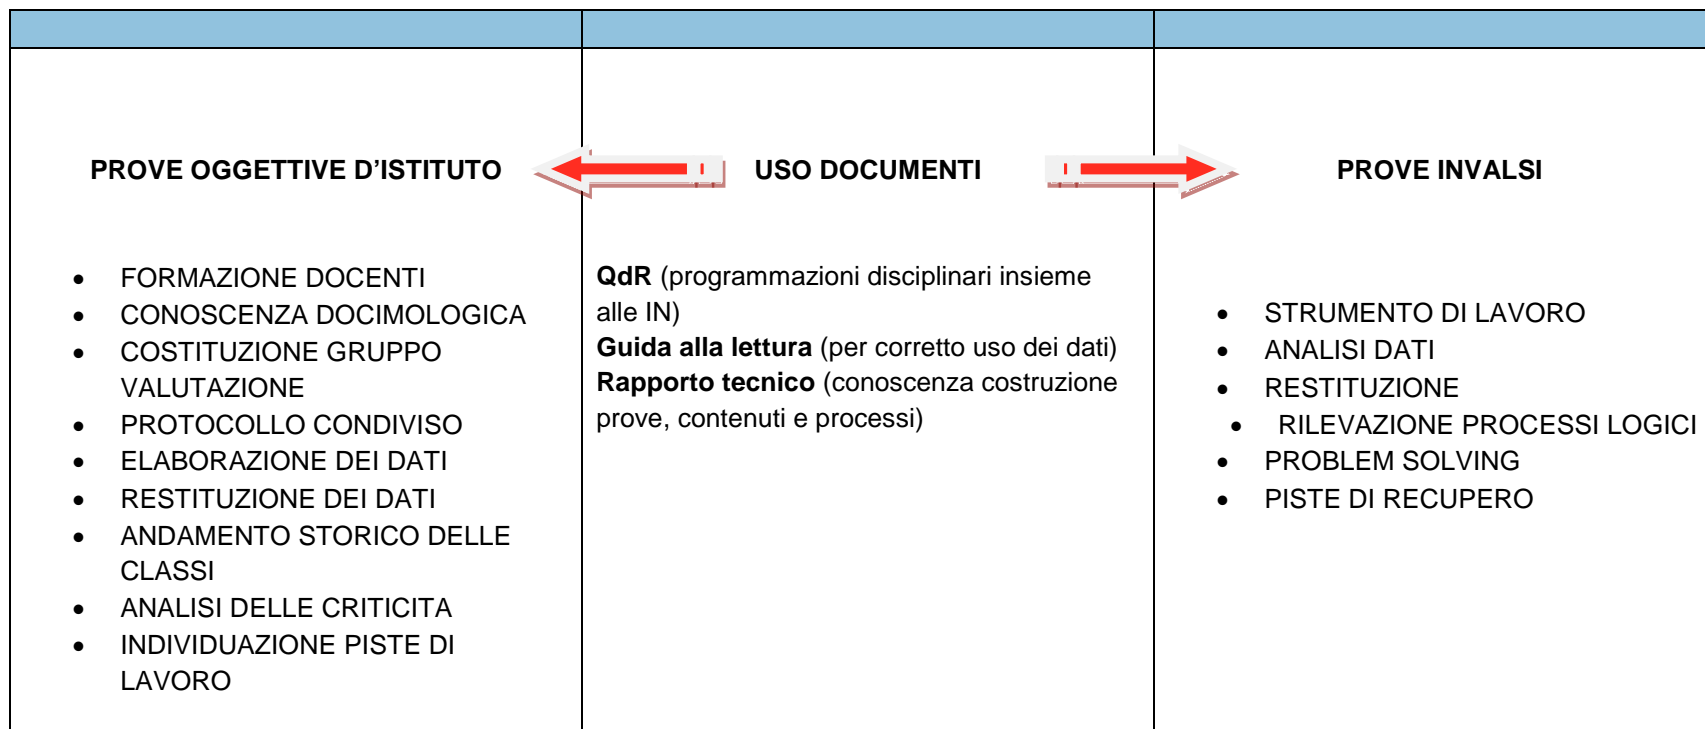 PROVE OGGETTIVE D'ISTITUTO
• FORMAZIONE DOCENTI
• CONOSCENZA DOCIMOLOGICA
• COSTITUZIONE GRUPPO
VALUTAZIONE
• PROTOCOLLO CONDIVISO
• ELABORAZIONE DEI DATI
• RESTITUZIONE DEI DATI
• ANDAMENTO STORICO DELLE
CLASSI
• ANALISI DELLE CRITICITA
• INDIVIDUAZIONE PISTE DI
LAVORO
USO DOCUMENTI
QdR (programmazioni disciplinari insieme
alle IN)
Guida alla lettura (per corretto uso dei dati)
Rapporto tecnico (conoscenza costruzione
prove, contenuti e processi)
PROVE INVALSI
• STRUMENTO DI LAVORO
• ANALISI DATI
• RESTITUZIONE
• RILEVAZIONE PROCESSI LOGICI
• PROBLEM SOLVING
• PISTE DI RECUPERO